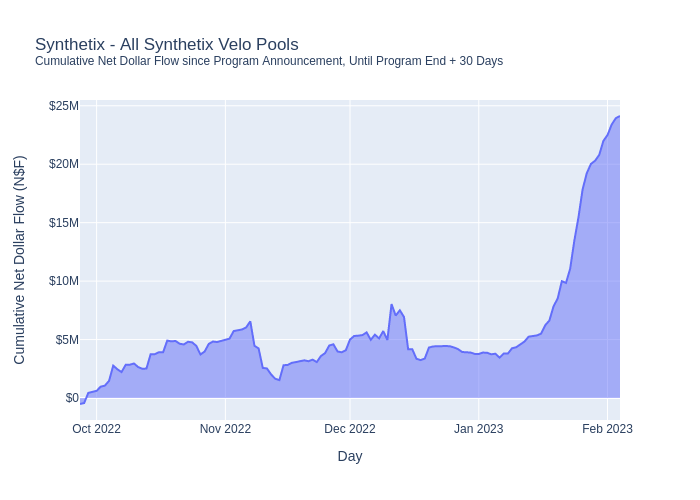 Synthetix - All Synthetix Velo Pools
Cumulative Net Dollar Flow since Program Announcement, Until Program End + 30 Days
Cumulative Net Dollar Flow (N$F)
$25M
$20M
$15M
$10M
$5M
$0
Oct 2022
Nov 2022
Dec 2022
Jan 2023
Feb 2023
Day